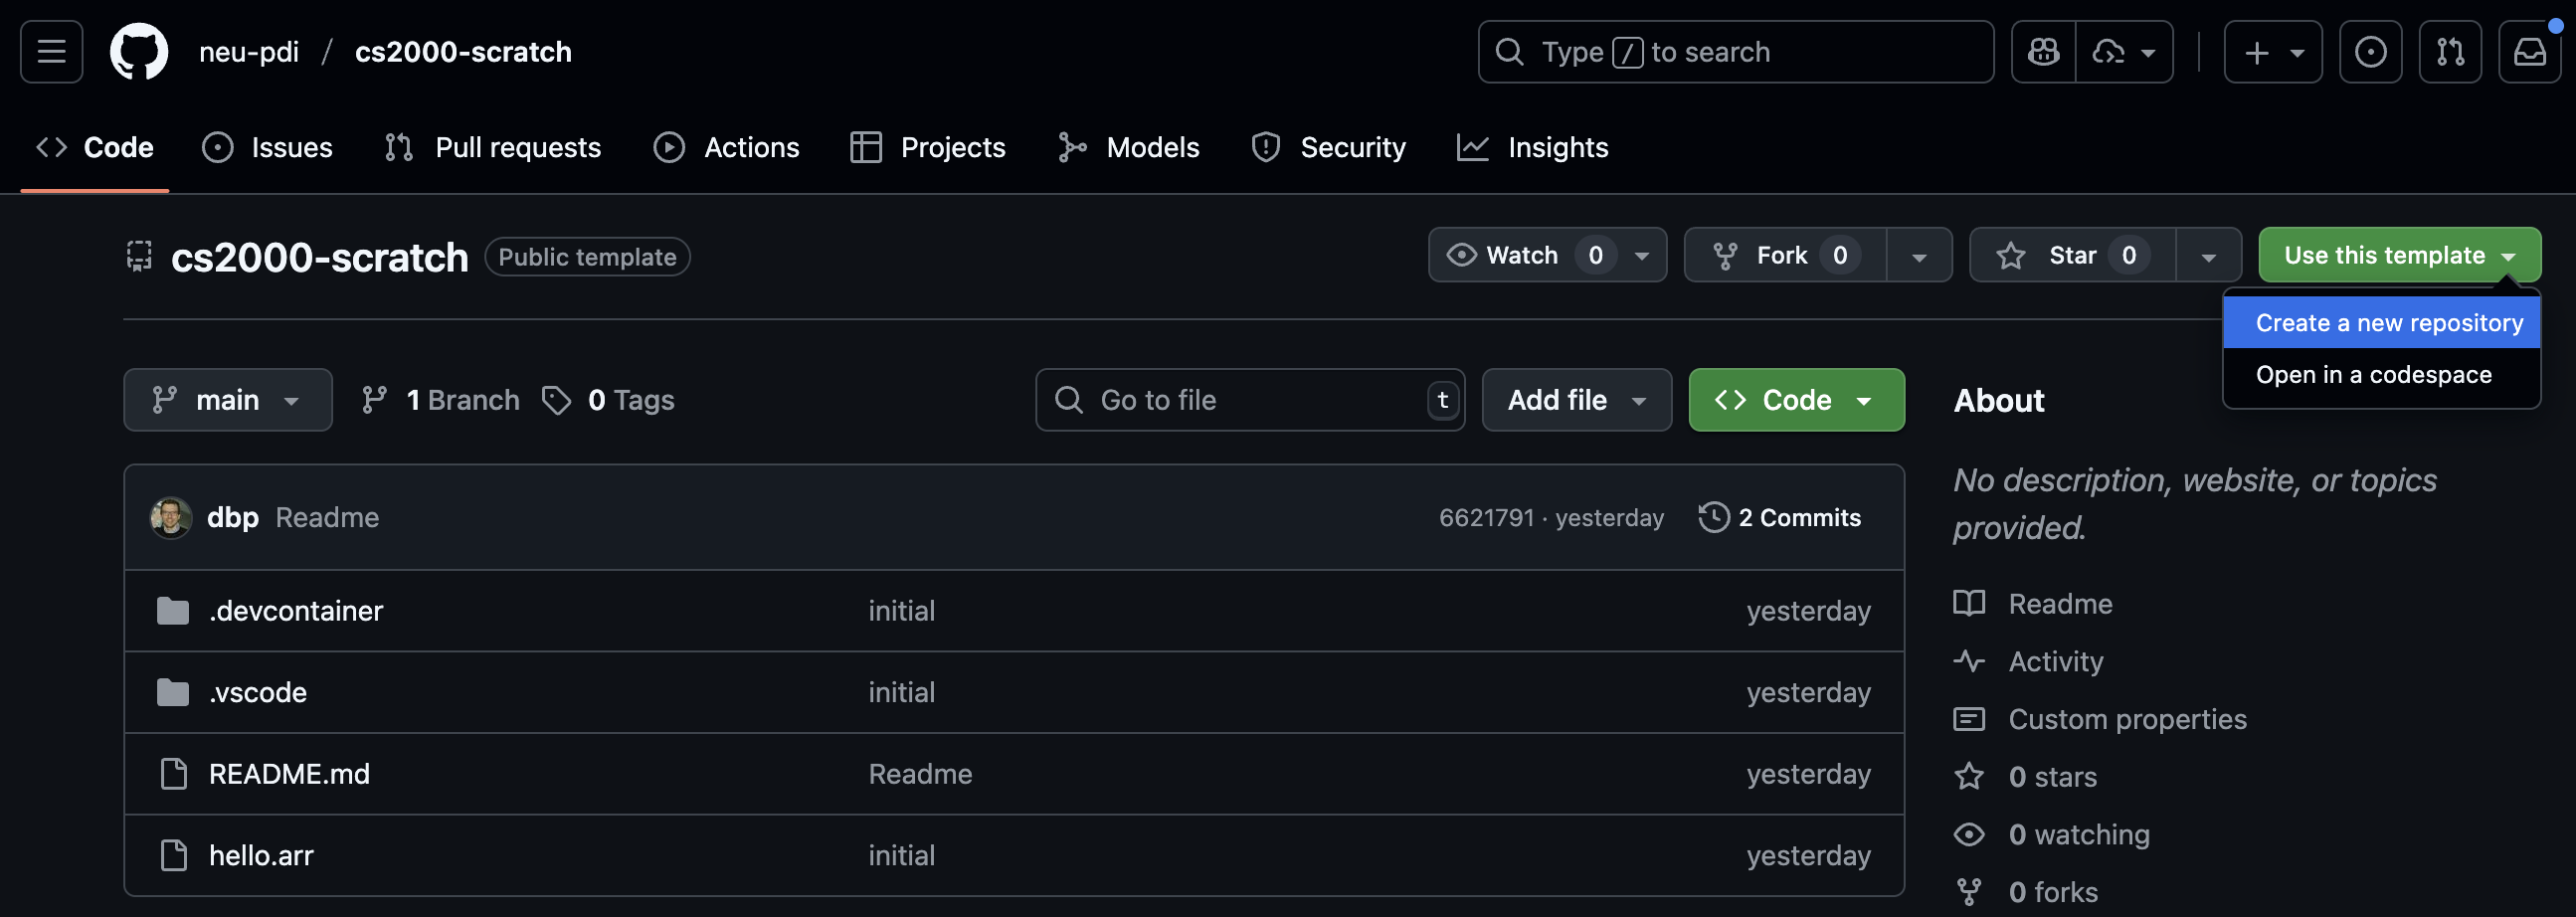 neu-pdi / cs2000-scratch
Type / to search
Code Issues Pull requests Actions Projects Models Security Insights
cs2000-scratch Public template
Watch 0 Fork 0 Star 0 Use this template
Create a new repository
Open in a codespace
main 1 Branch 0 Tags Go to file t Add file Code
About
No description, website, or topics
provided.
dbp Readme 6621791 · yesterday 2 Commits
.devcontainer initial yesterday
.vscode initial yesterday
README.md Readme yesterday
hello.arr initial yesterday
Readme
Activity
Custom properties
0 stars
0 watching
0 forks